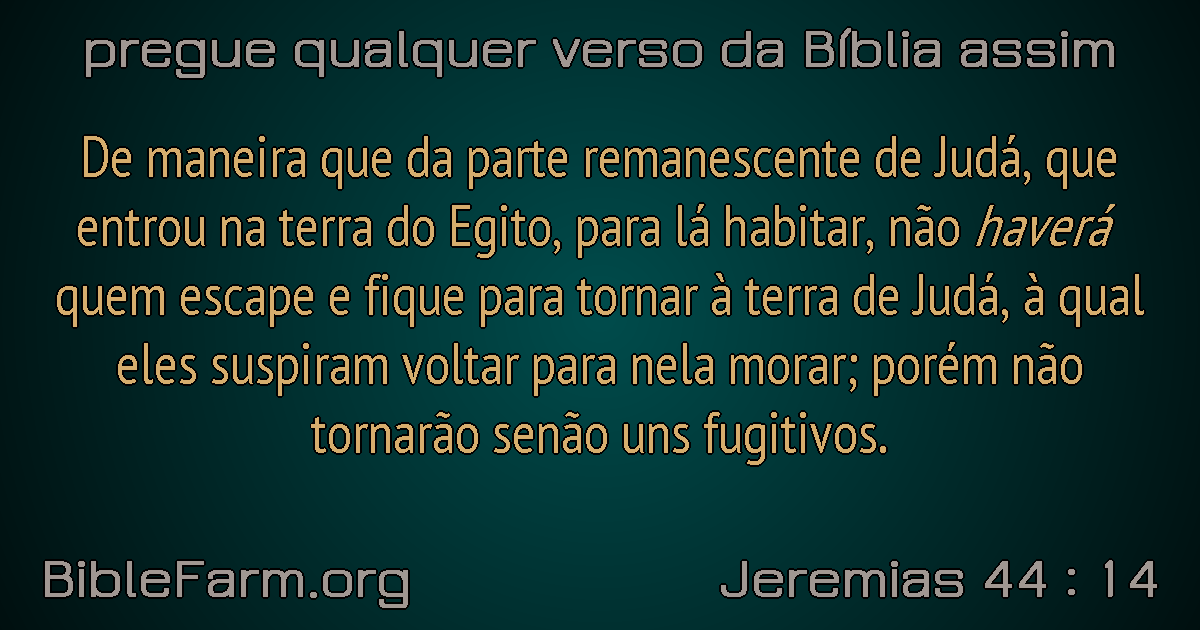 pregue qualquer verso da Bíblia assim
De maneira que da parte remanescente de Judá, que
entrou na terra do Egito, para lá habitar, não haverá
quem escape e fique para tornar à terra de Judá, à qual
eles suspiram voltar para nela morar; porém não
tornarão senão uns fugitivos.
BibleFarm.org
Jeremias 44 : 14